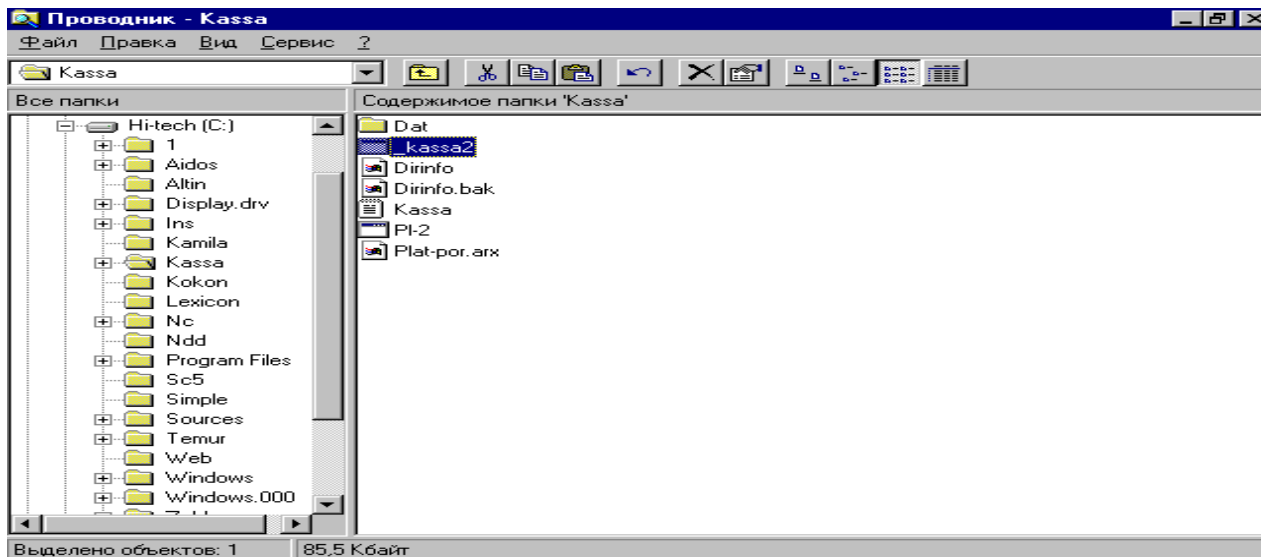 Проводник - Kassa
Файл Правка Вид Сервис ?
Kassa
Все папки
Содержимое папки 'Kassa'
Hi-tech (C:)
1
Aidos
Altin
Display.drv
Ins
Kamila
Kassa
Kokon
Lexicon
Nc
Ndd
Program Files
Sc5
Simple
Sources
Temur
Web
Windows
Windows.000
Dat
_kassa2
Dirinfo
Dirinfo.bak
Kassa
Pl-2
Plat-por.arx
Выделено объектов: 1
85,5 Кбайт